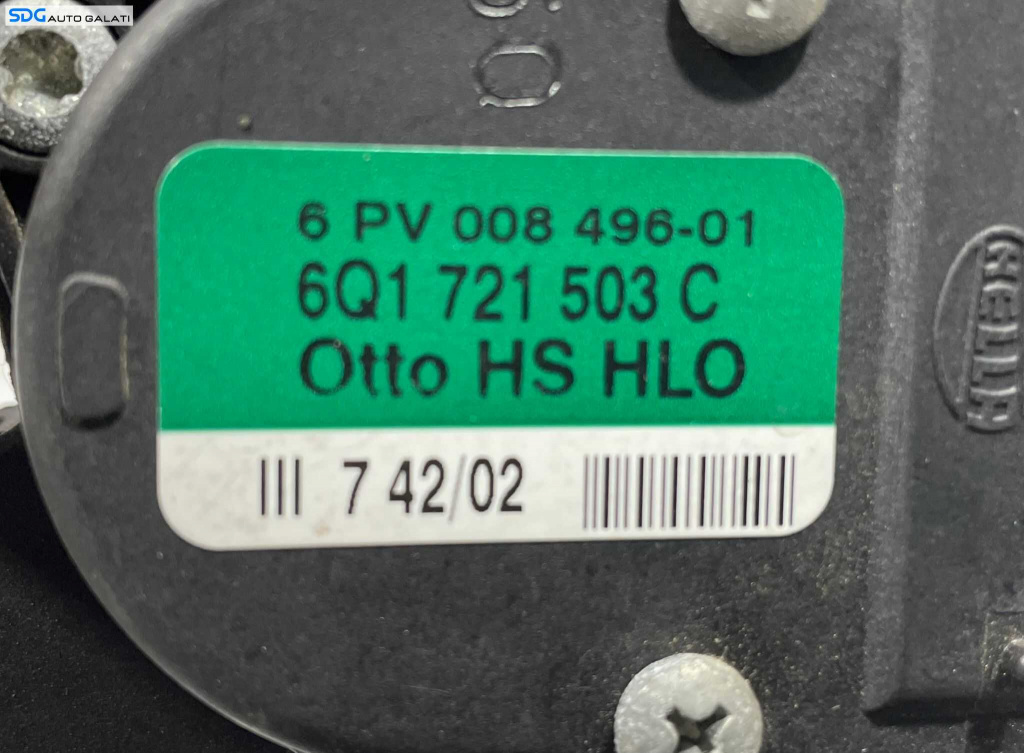 SDG AUTO GALATI
6 PV 008 496-01
6Q1 721 503 C
Otto HS HLO
III 7 42/02
HELLA